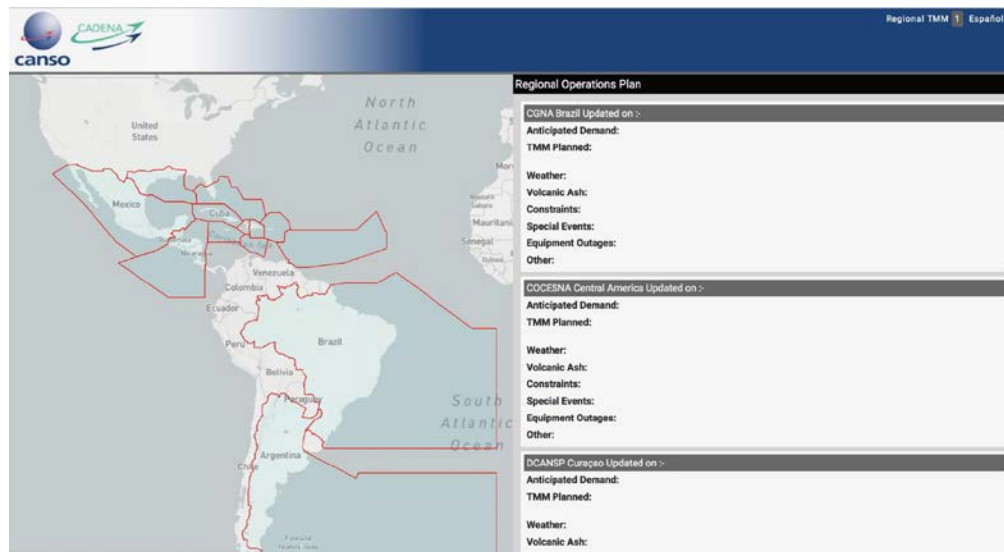 CADENA
canso
Regional TMM 1 Español
Regional Operations Plan
CGNA Brazil Updated on :-
Anticipated Demand:
TMM Planned:
Weather:
Volcanic Ash:
Constraints:
Special Events:
Equipment Outages:
Other:
COCESNA Central America Updated on :-
Anticipated Demand:
TMM Planned:
Weather:
Volcanic Ash:
Constraints:
Special Events:
Equipment Outages:
Other:
DCANSP Curaçeo Updated on :-
Anticipated Demand:
TMM Planned:
Weather:
Volcanic Ash:
North
Atlantic
Ocean
United
States
Mexico
Cuba
Mauritani
Senegal
Venezuela
Colombia
Ecuador
Peru
Brazil
Bolivia
Paraguay
South
Atlantic
Ocean
Argentina
Chile